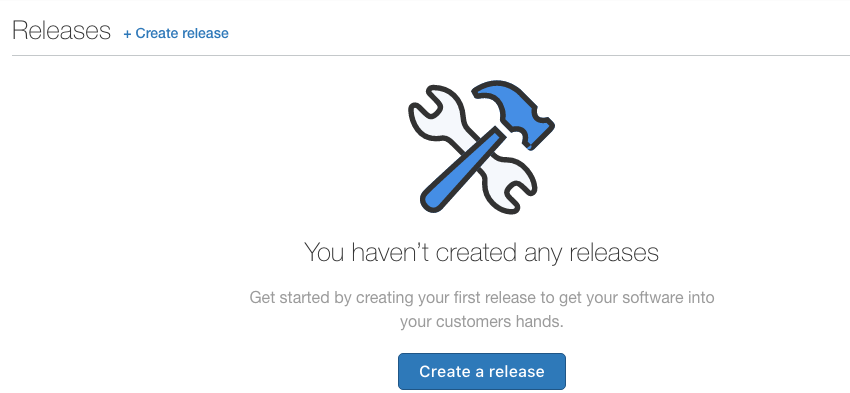 Releases + Create release
You haven’t created any releases
Get started by creating your first release to get your software into
your customers hands.
Create a release